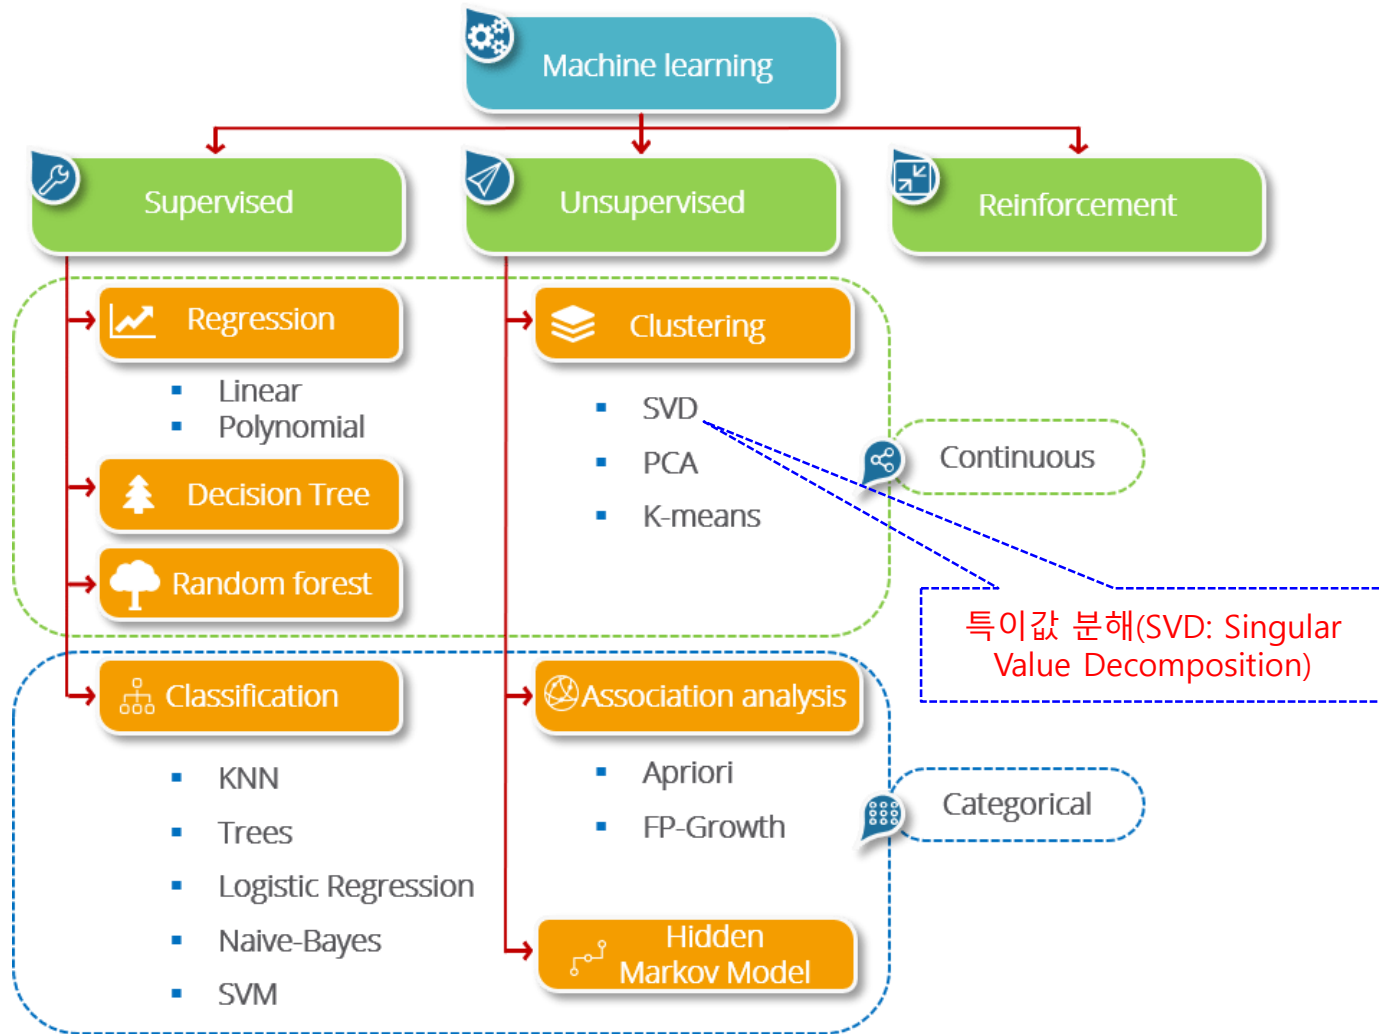 Machine learning
Supervised
Unsupervised
Reinforcement
Regression
Linear
Polynomial
Decision Tree
Random forest
Clustering
SVD
PCA
K-means
Continuous
특이값 분해(SVD: Singular
Value Decomposition)
Classification
KNN
Trees
Logistic Regression
Naive-Bayes
SVM
Association analysis
Apriori
FP-Growth
Hidden
Markov Model
Categorical